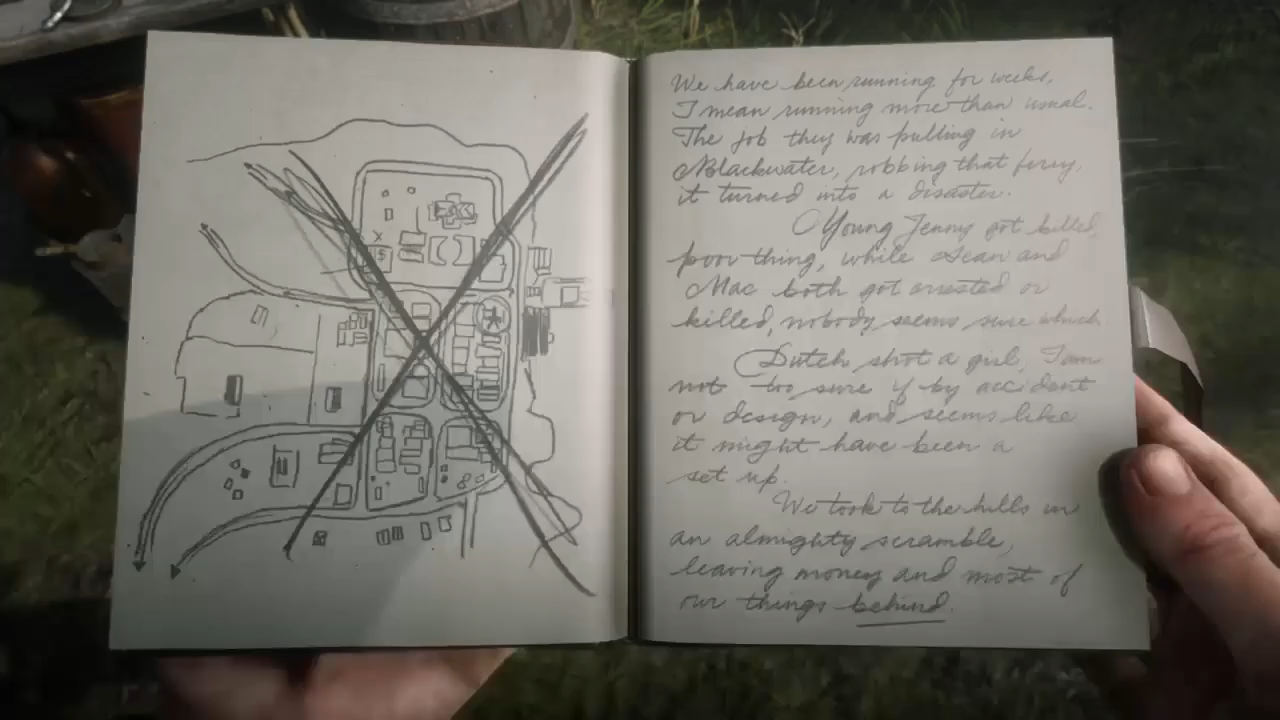 We have been running for weeks,
I mean running more than usual.
The job they was pulling in
Blackwater, robbing that ferry,
it turned into a disaster.
Young Jenny got killed,
poor thing, while Sean and
Mac both got arrested or
killed, nobody seems sure which.
Dutch shot a girl, I am
not too sure if by accident
or design, and seems like
it might have been a
set up.
We took to the hills in
an almighty scramble,
leaving money and most of
our things behind.